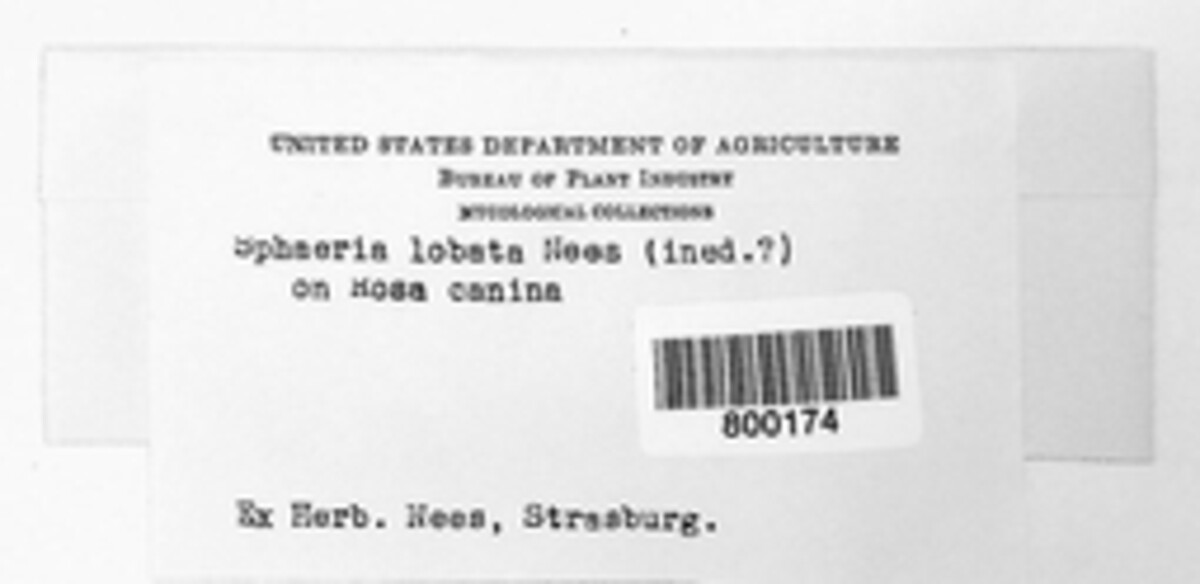 UNITED STATES DEPARTMENT OF AGRICULTURE
BUREAU OF PLANT INDUSTRY
MYCOLOGICAL COLLECTIONS
Sphaeria lobata Nees (ined.?)
on Rosa canina
800174
Ex Herb. Nees, Strasburg.